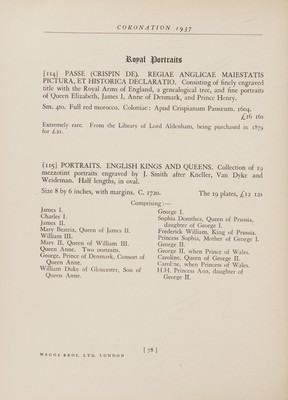 CORONATION 1937
Royal Portraits
[114] PASSE (CRISPIN DE). REGIAE ANGLICAE MAIESTATIS
PICTURA, ET HISTORICA DECLARATIO. Consisting of finely engraved
title with the Royal Arms of England, a genealogical tree, and fine portraits
of Queen Elizabeth, James I, Anne of Denmark, and Prince Henry.
Sm. 4to. Full red morocco. Coloniae: Apud Crispianum Passeum. 1604.
£16 16s
Extremely rare. From the Library of Lord Aldenham, being purchased in 1879
for £21.
[115] PORTRAITS. ENGLISH KINGS AND QUEENS. Collection of 19
mezzotint portraits engraved by J. Smith after Kneller, Van Dyke and
Weideman. Half lengths, in oval.
Size 8 by 6 inches, with margins. C. 1720.
The 19 plates, £12 12s
Comprising :—
James I.
Charles I.
James II.
Mary Beatrix, Queen of James II.
William III.
Mary II, Queen of William III.
Queen Anne. Two portraits.
George, Prince of Denmark, Consort of
Queen Anne.
William Duke of Gloucester, Son of
Queen Anne.
George I.
Sophia Dorothea, Queen of Prussia,
daughter of George I.
Frederick William, King of Prussia.
Princess Sophia, Mother of George I.
George II.
George II, when Prince of Wales.
Caroline, Queen of George II.
Caroline, when Princess of Wales.
H.H. Princess Ann, daughter of
George II.
[ 78 ]
MAGGS BROS. LTD. LONDON